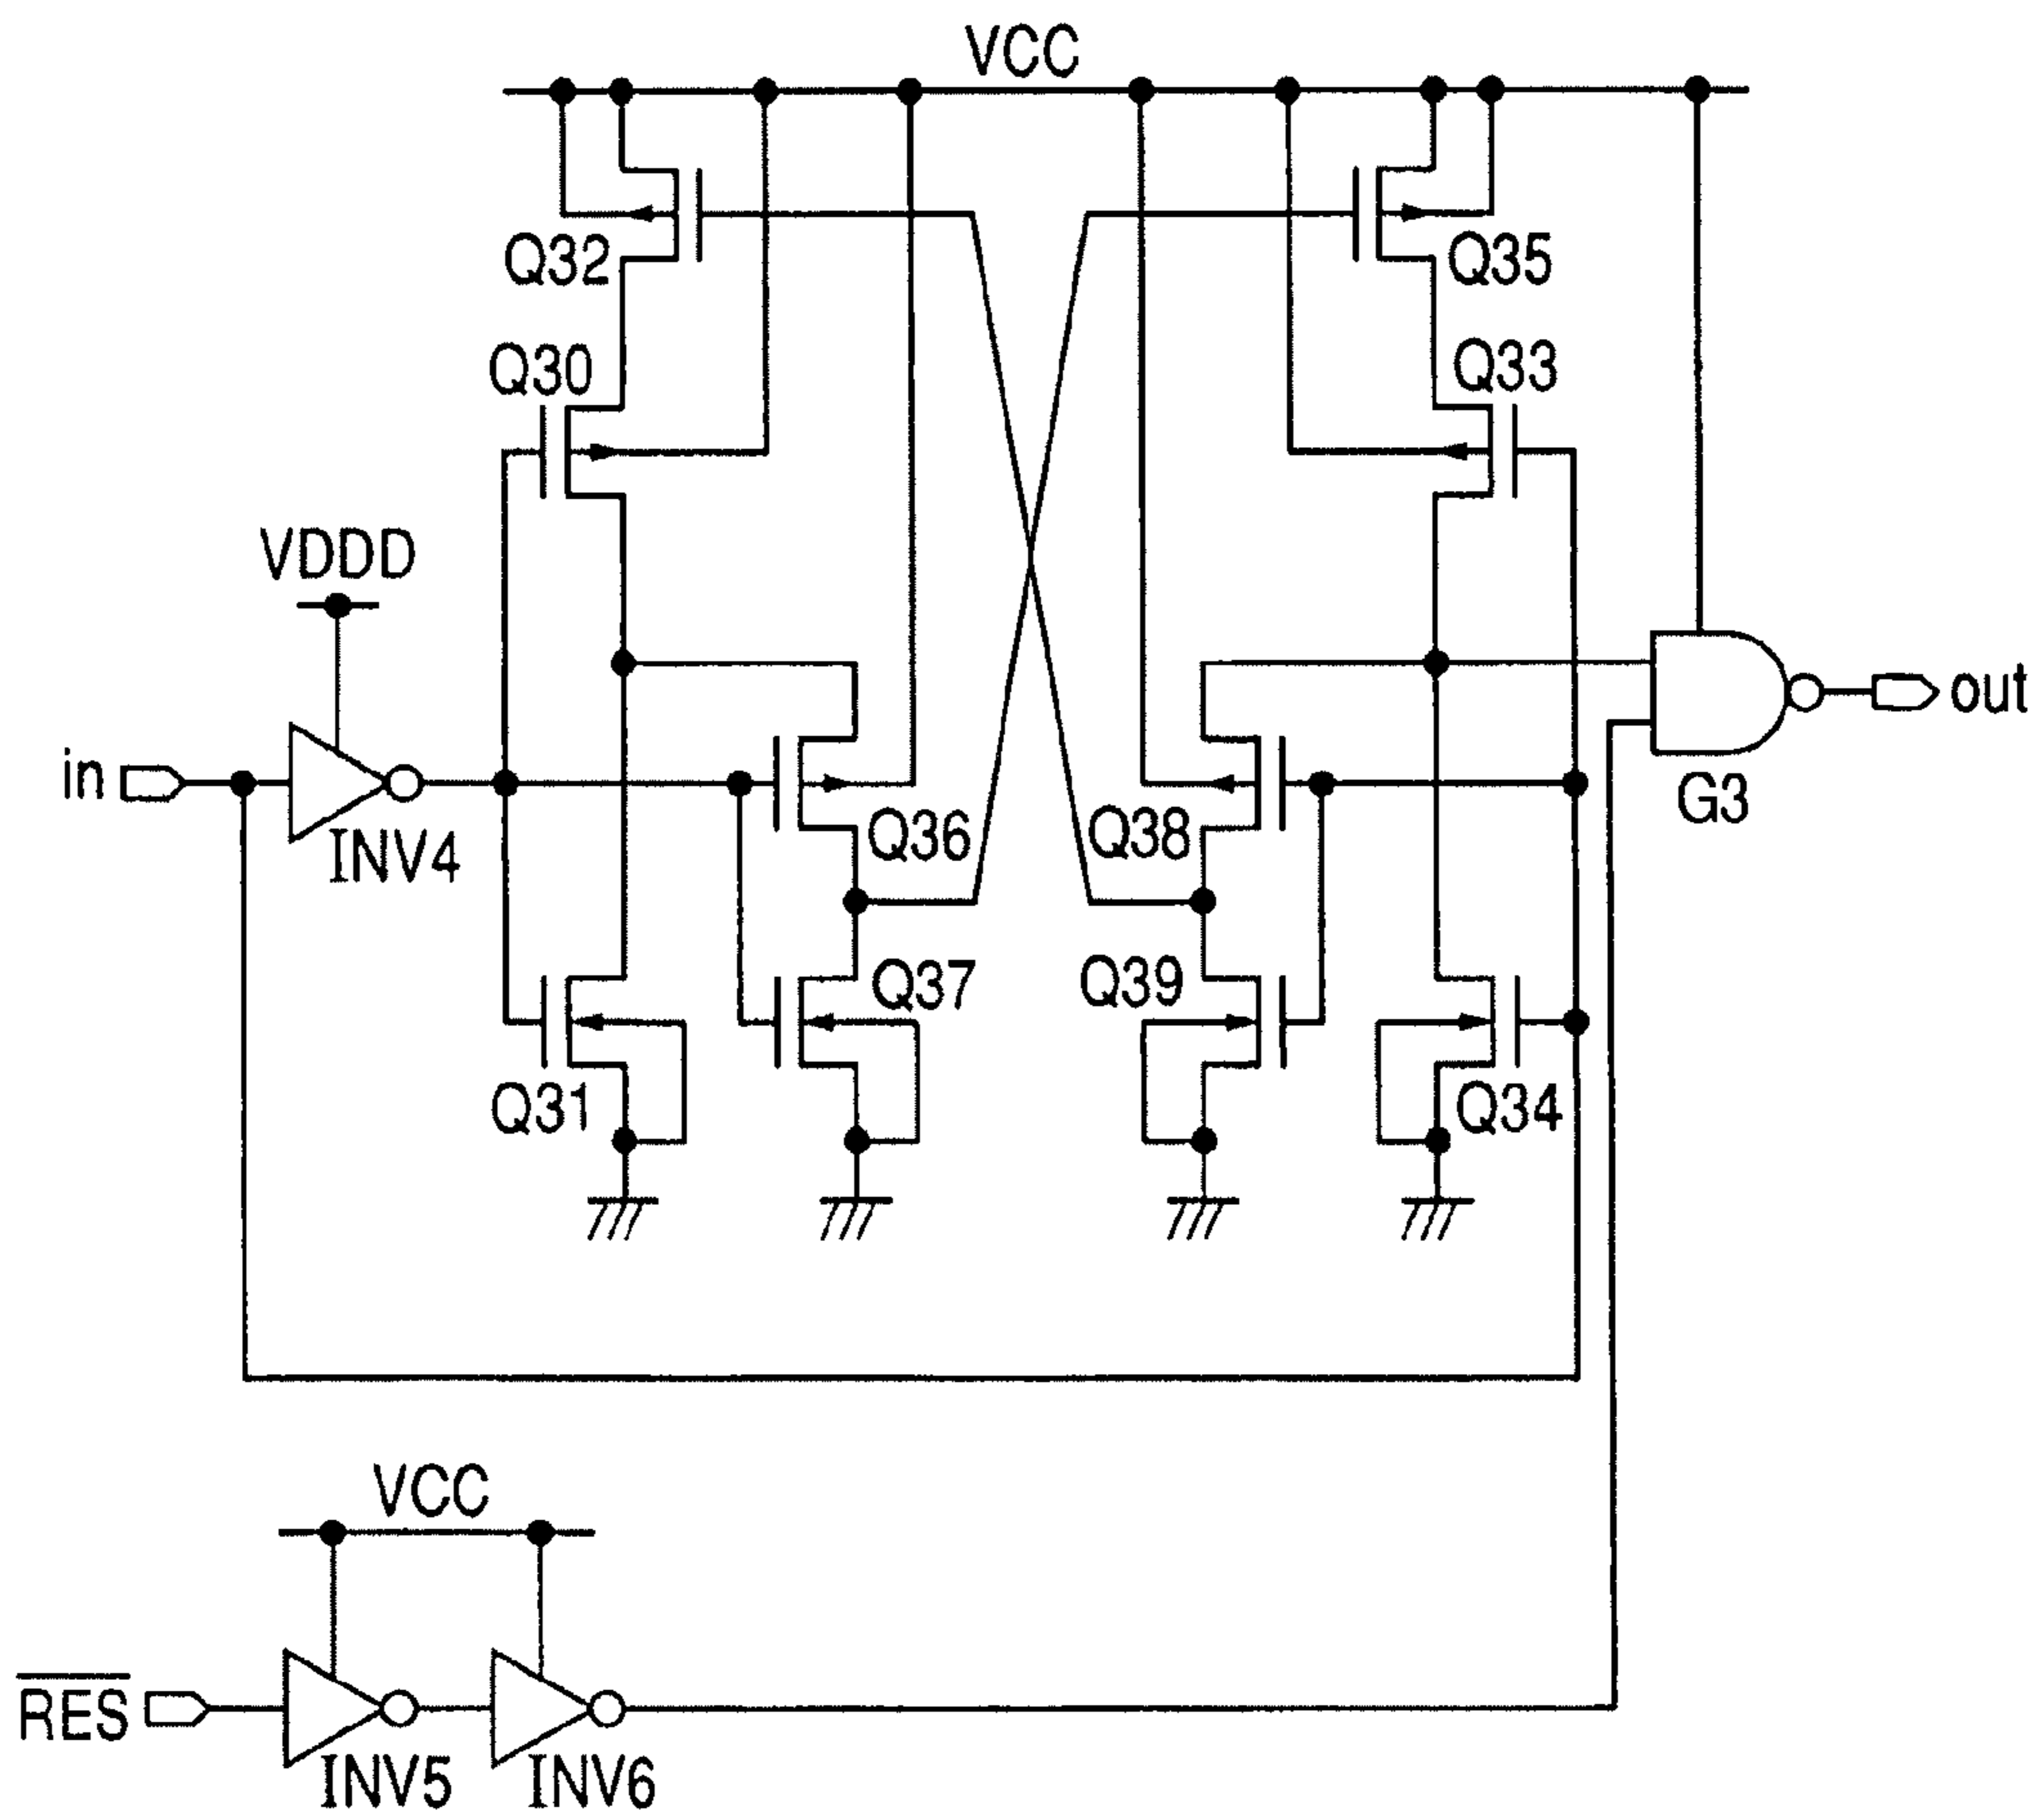 VCC
Q32
Q35
Q30
Q33
VDDD
in
INV4
Q36
Q38
G3
out
Q37
Q39
Q31
Q34
VCC
RES
INV5
INV6